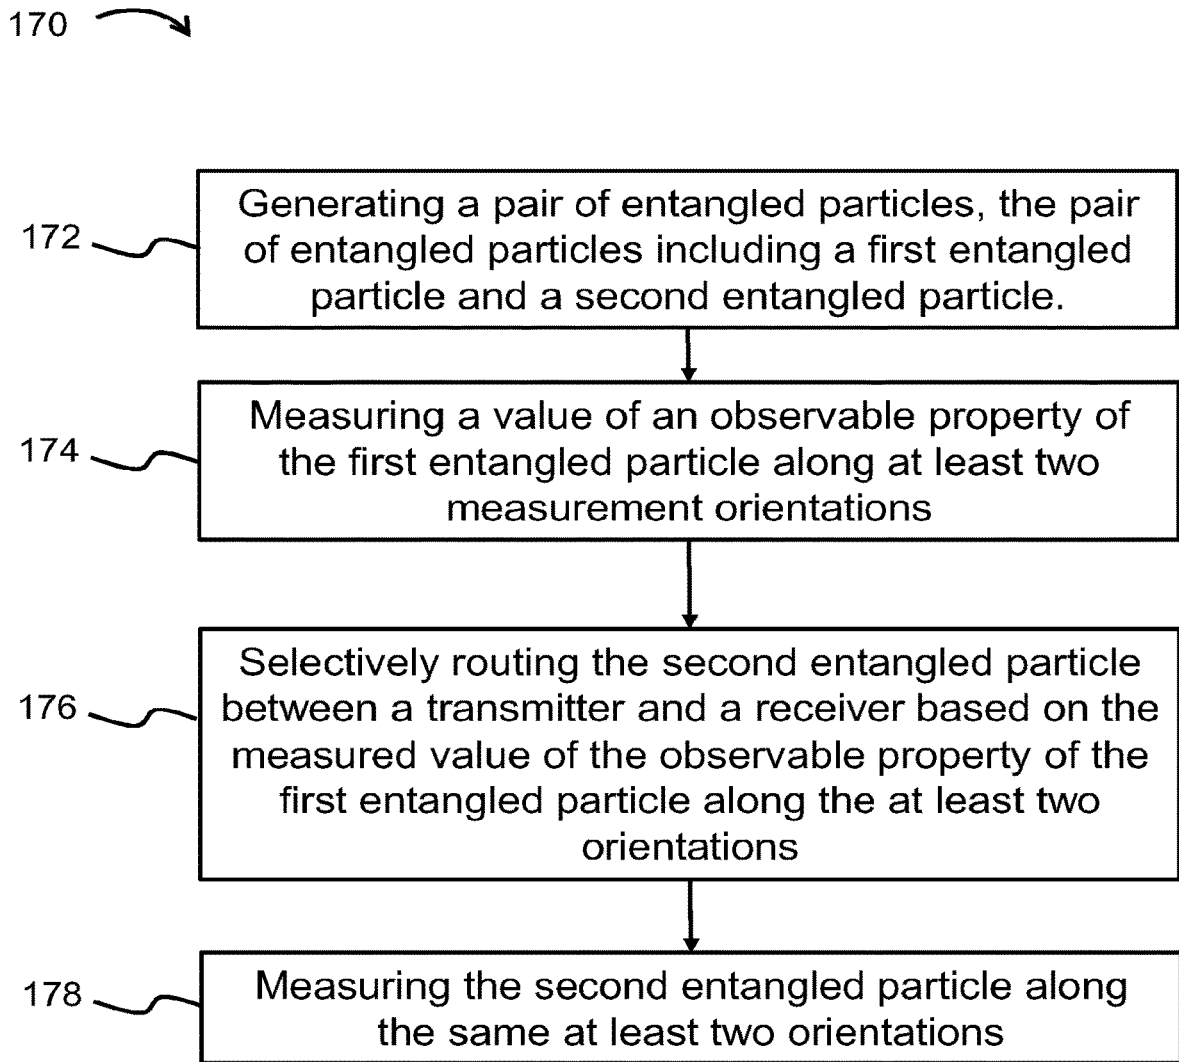 170
172
Generating a pair of entangled particles, the pair
of entangled particles including a first entangled
particle and a second entangled particle.
174
Measuring a value of an observable property of
the first entangled particle along at least two
measurement orientations
176
Selectively routing the second entangled particle
between a transmitter and a receiver based on the
measured value of the observable property of the
first entangled particle along the at least two
orientations
178
Measuring the second entangled particle along
the same at least two orientations